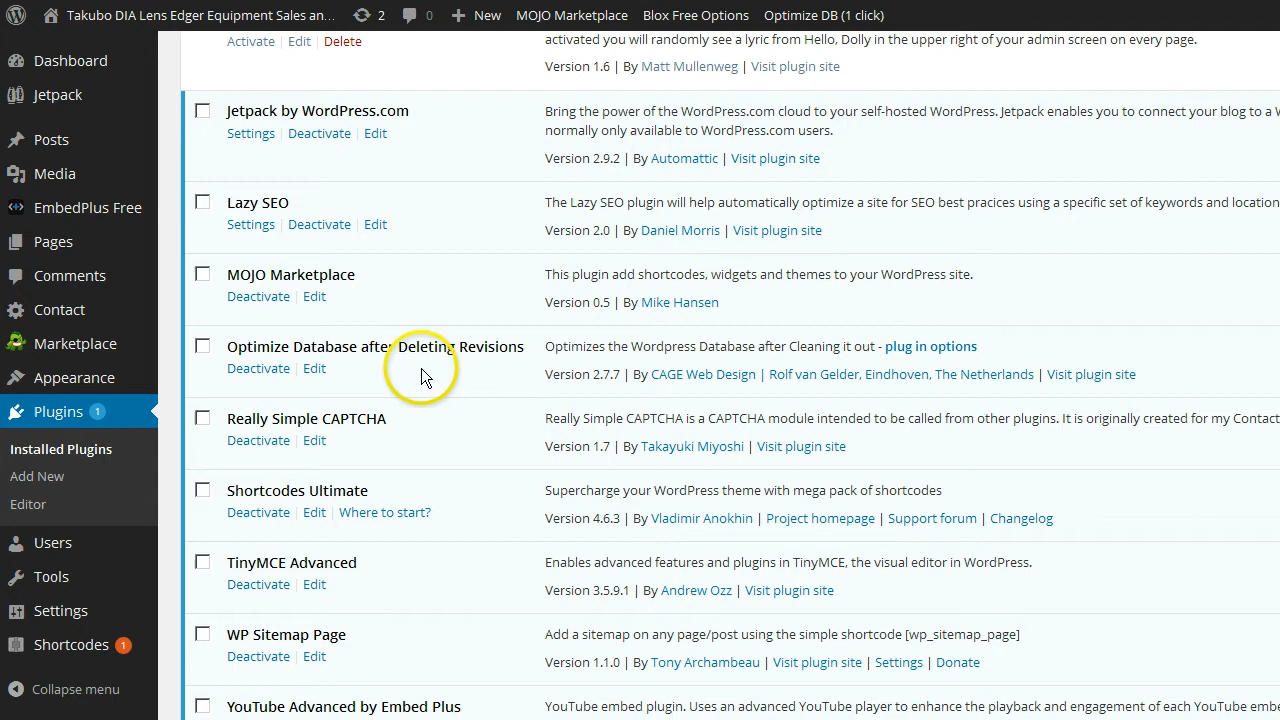 Takubo DIA Lens Edger Equipment Sales an... 2 0 New MOJO Marketplace Blox Free Options Optimize DB (1 click)
Dashboard
Jetpack
Posts
Media
EmbedPlus Free
Pages
Comments
Contact
Marketplace
Appearance
Plugins 1
Installed Plugins
Add New
Editor
Users
Tools
Settings
Shortcodes 1
Collapse menu
Activate | Edit | Delete
activated you will randomly see a lyric from Hello, Dolly in the upper right of your admin screen on every page.
Version 1.6 | By Matt Mullenweg | Visit plugin site
Jetpack by WordPress.com
Settings | Deactivate | Edit
Bring the power of the WordPress.com cloud to your self-hosted WordPress. Jetpack enables you to connect your blog to a
normally only available to WordPress.com users.
Version 2.9.2 | By Automattic | Visit plugin site
Lazy SEO
Settings | Deactivate | Edit
The Lazy SEO plugin will help automatically optimize a site for SEO best pracices using a specific set of keywords and location
Version 2.0 | By Daniel Morris | Visit plugin site
MOJO Marketplace
Deactivate | Edit
This plugin add shortcodes, widgets and themes to your WordPress site.
Version 0.5 | By Mike Hansen
Optimize Database after Deleting Revisions
Deactivate | Edit
Optimizes the Wordpress Database after Cleaning it out - plug in options
Version 2.7.7 | By CAGE Web Design | Rolf van Gelder, Eindhoven, The Netherlands | Visit plugin site
Really Simple CAPTCHA
Deactivate | Edit
Really Simple CAPTCHA is a CAPTCHA module intended to be called from other plugins. It is originally created for my Contact
Version 1.7 | By Takayuki Miyoshi | Visit plugin site
Shortcodes Ultimate
Deactivate | Edit | Where to start?
Supercharge your WordPress theme with mega pack of shortcodes
Version 4.6.3 | By Vladimir Anokhin | Project homepage | Support forum | Changelog
TinyMCE Advanced
Deactivate | Edit
Enables advanced features and plugins in TinyMCE, the visual editor in WordPress.
Version 3.5.9.1 | By Andrew Ozz | Visit plugin site
WP Sitemap Page
Deactivate | Edit
Add a sitemap on any page/post using the simple shortcode [wp_sitemap_page]
Version 1.1.0 | By Tony Archambeau | Visit plugin site | Settings | Donate
YouTube Advanced by Embed Plus
YouTube embed plugin. Uses an advanced YouTube player to enhance the playback and engagement of each YouTube